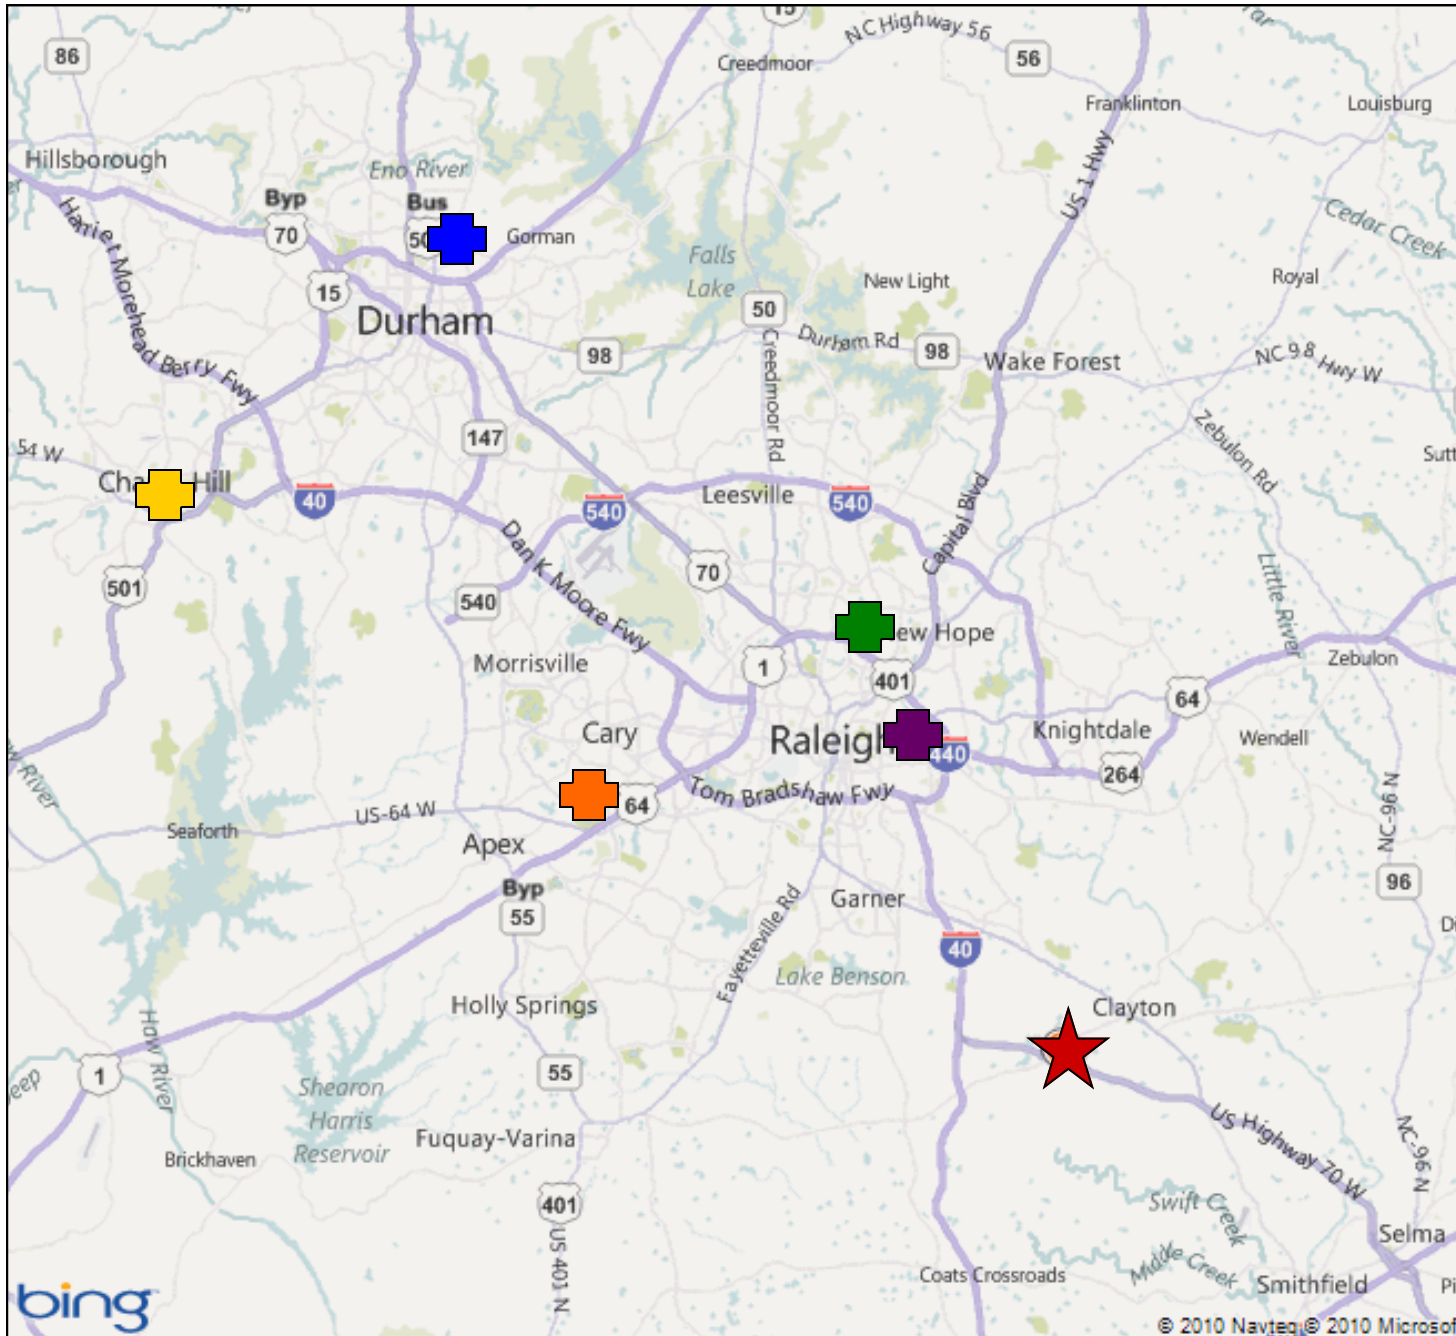 15
NC Highway 56
86
56
Creedmoor
Franklinton
Louisburg
Hillsborough
Eno River
US 1 Hwy
Byp
Bus
70
Gorman
Cedar Creek
Harriet Morehead Berry Fwy
Falls
Lake
New Light
Royal
15
50
Durham
98
Durham Rd
98
Wake Forest
NC 98 Hwy W
Creedmoor Rd
147
Zebulon Rd
54 W
Hill
40
540
Leesville
540
Capital Blvd
Dan K Moore Fwy
70
Little River
501
540
ew Hope
Morrisville
1
401
Zebulon
64
Cary
Raleigh
440
Knightdale
Wendell
264
64
Tom Bradshaw Fwy
US-64 W
Seaforth
Apex
NC-96 N
96
Byp
55
Garner
Fayetteville Rd
40
Lake Benson
Holly Springs
Clayton
Haw River
1
55
Shearon
Harris
Reservoir
Fuquay-Varina
US Highway 70 W
NC-96 N
Brickhaven
401
Swift Creek
Selma
US 401 N
Middle Creek
Coats Crossroads
Smithfield
bing
© 2010 Navteq © 2010 Microsof